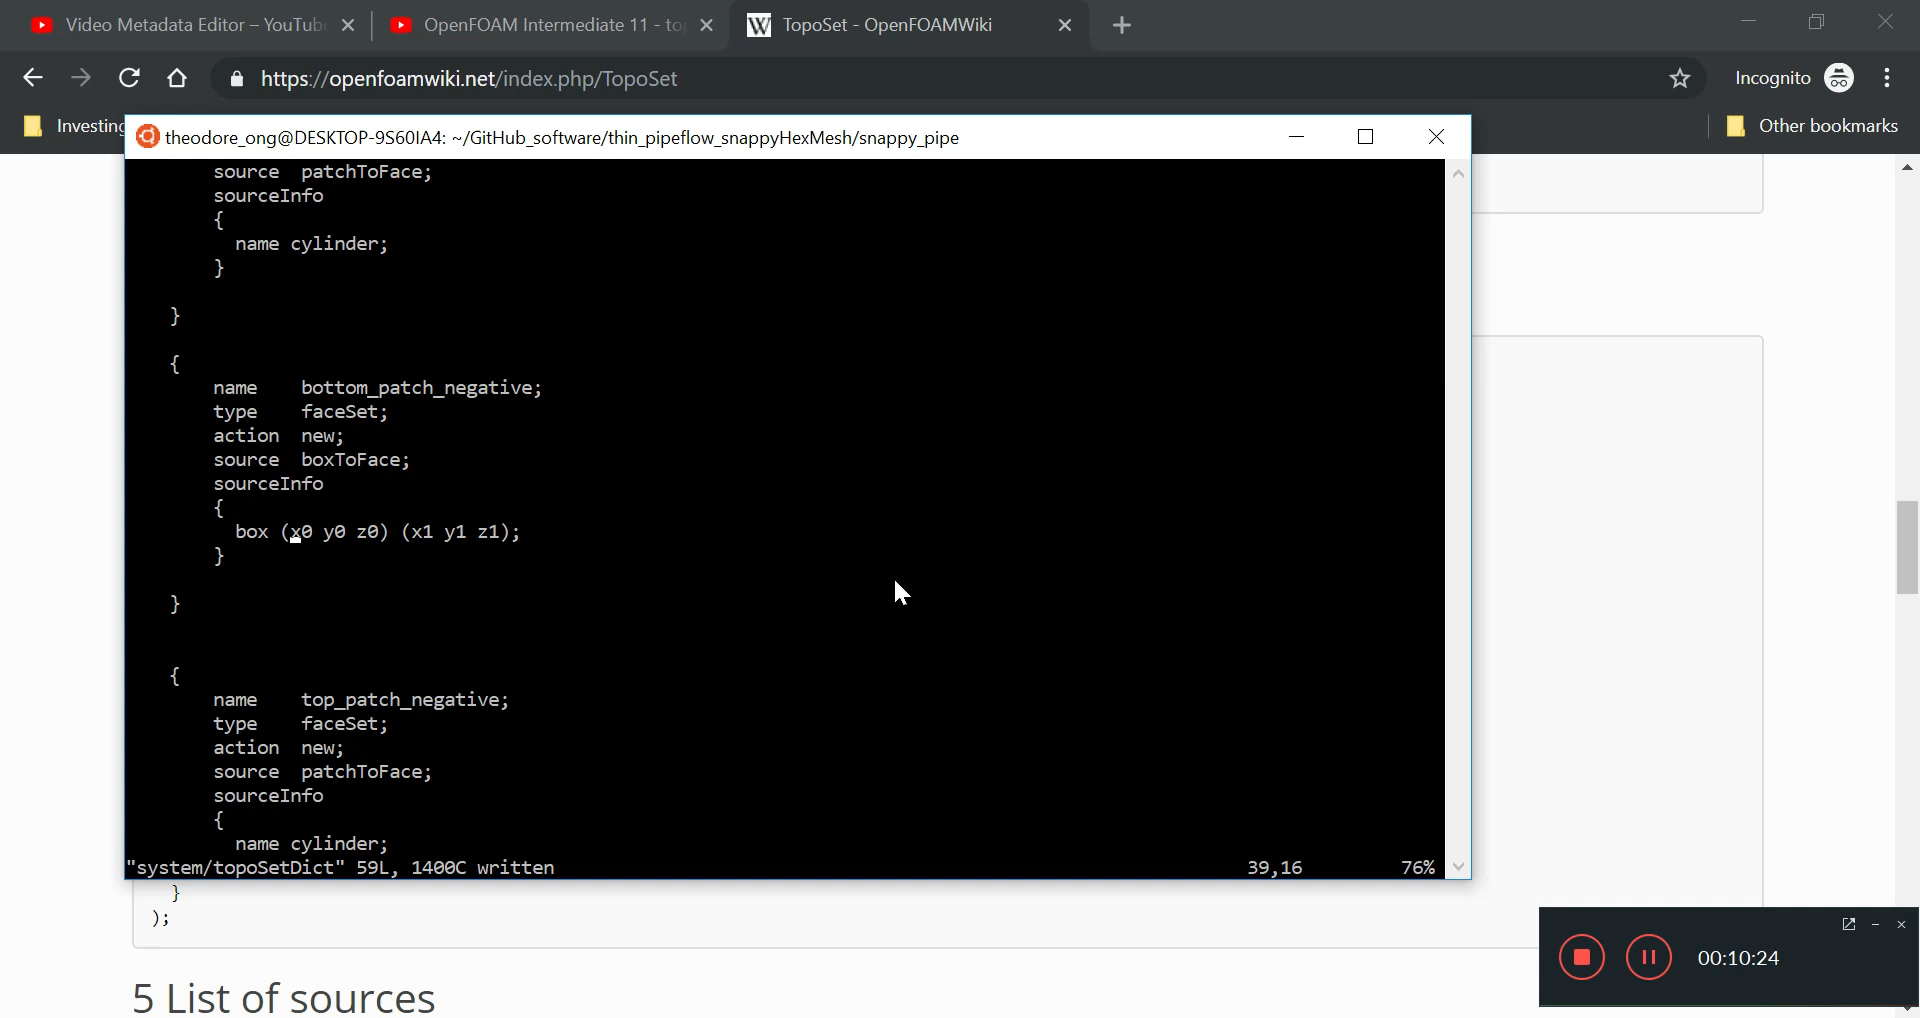 Video Metadata Editor – YouTub
OpenFOAM Intermediate 11 - to
TopoSet - OpenFOAMWiki
https://openfoamwiki.net/index.php/TopoSet
Incognito
Investing
Other bookmarks
theodore_ong@DESKTOP-9S60IA4: ~/GitHub_software/thin_pipeflow_snappyHexMesh/snappy_pipe
source patchToFace;
sourceInfo
{
name cylinder;
}
}
{
name bottom_patch_negative;
type faceSet;
action new;
source boxToFace;
sourceInfo
{
box (x0 y0 z0) (x1 y1 z1);
}
}
{
name top_patch_negative;
type faceSet;
action new;
source patchToFace;
sourceInfo
{
name cylinder;
"system/topoSetDict" 59L, 1400C written 39,16 76%
}
);
00:10:24
5 List of sources